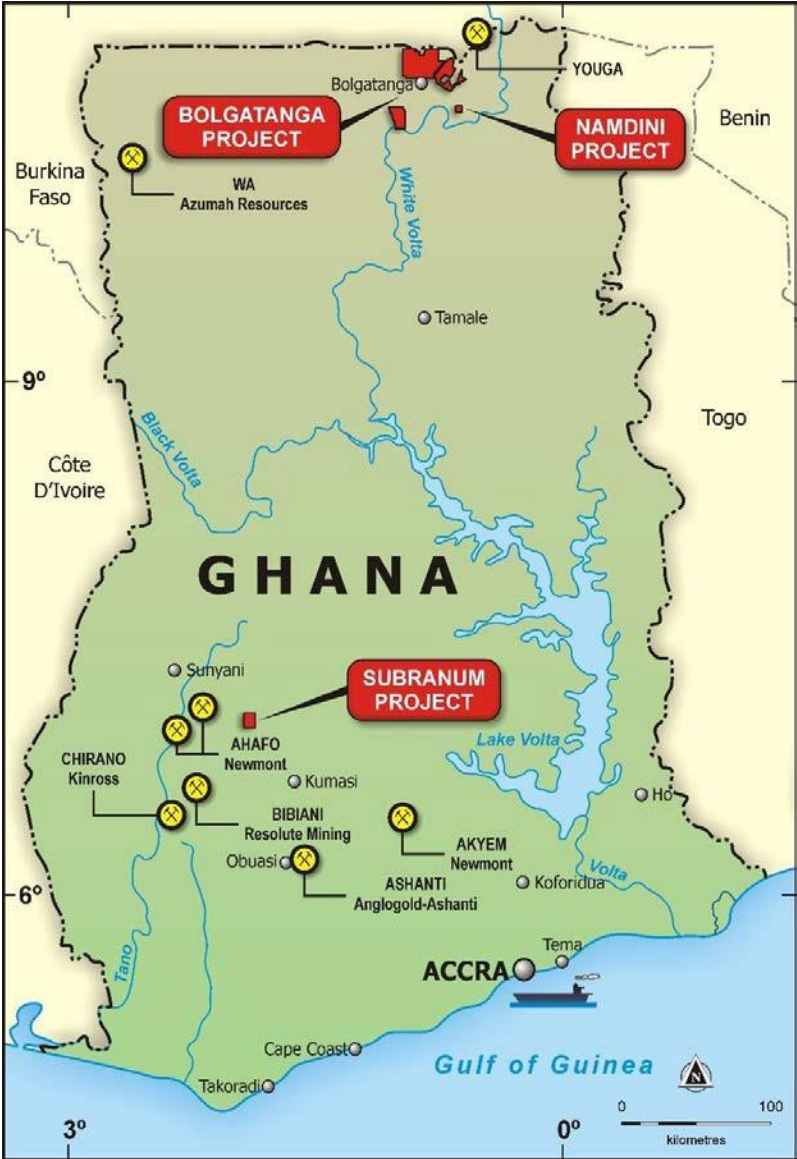 YOUGA
Bolgatanga
BOLGATANGA
PROJECT
NAMDINI
PROJECT
Benin
Burkina
Faso
WA
Azumah Resources
White Volta
Tamale
9º
Togo
Black Volta
Côte
D'Ivoire
GHANA
Sunyani
SUBRANUM
PROJECT
Lake Volta
AHAFO
Newmont
CHIRANO
Kinross
Kumasi
Ho
BIBIANI
Resolute Mining
AKYEM
Newmont
Obuasi
ASHANTI
Anglogold-Ashanti
Volta
Koforidua
6º
Tano
Tema
ACCRA
Cape Coast
Gulf of Guinea
N
Takoradi
0 100
kilometres
3º 0º